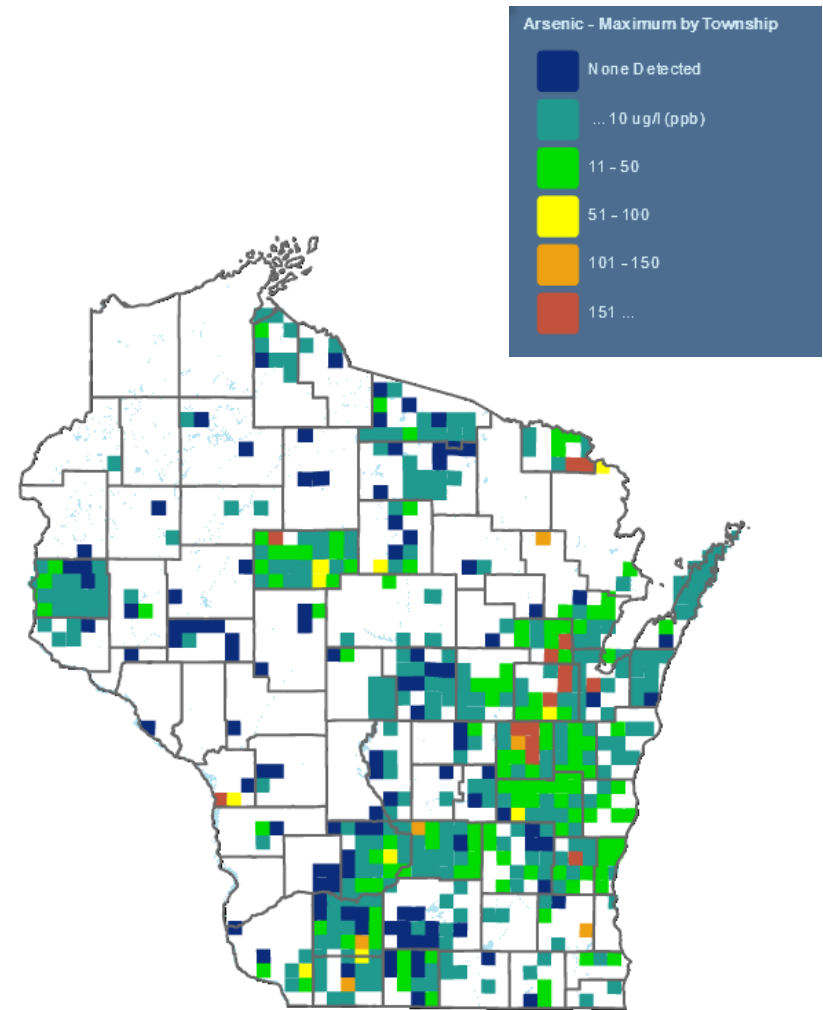 Arsenic - Maximum by Township
None Detected
... 10 ug/l (ppb)
11 - 50
51 - 100
101 - 150
151 ...